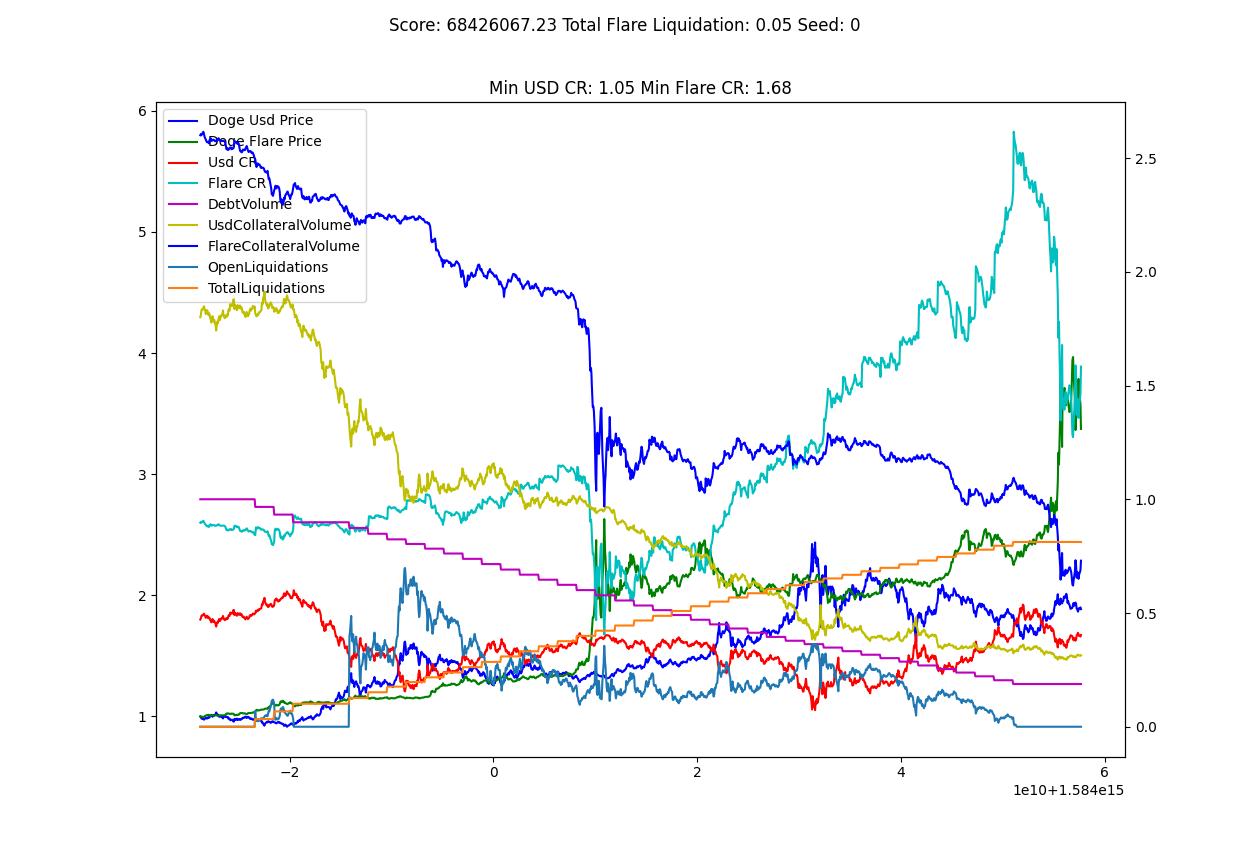 Score: 68426067.23 Total Flare Liquidation: 0.05 Seed: 0
Min USD CR: 1.05 Min Flare CR: 1.68
Doge Usd Price
Doge Flare Price
Usd CR
Flare CR
DebtVolume
UsdCollateralVolume
FlareCollateralVolume
OpenLiquidations
TotalLiquidations
6
5
4
3
2
1
2.5
2.0
1.5
1.0
0.5
0.0
−2
0
2
4
6
1e10+1.584e15